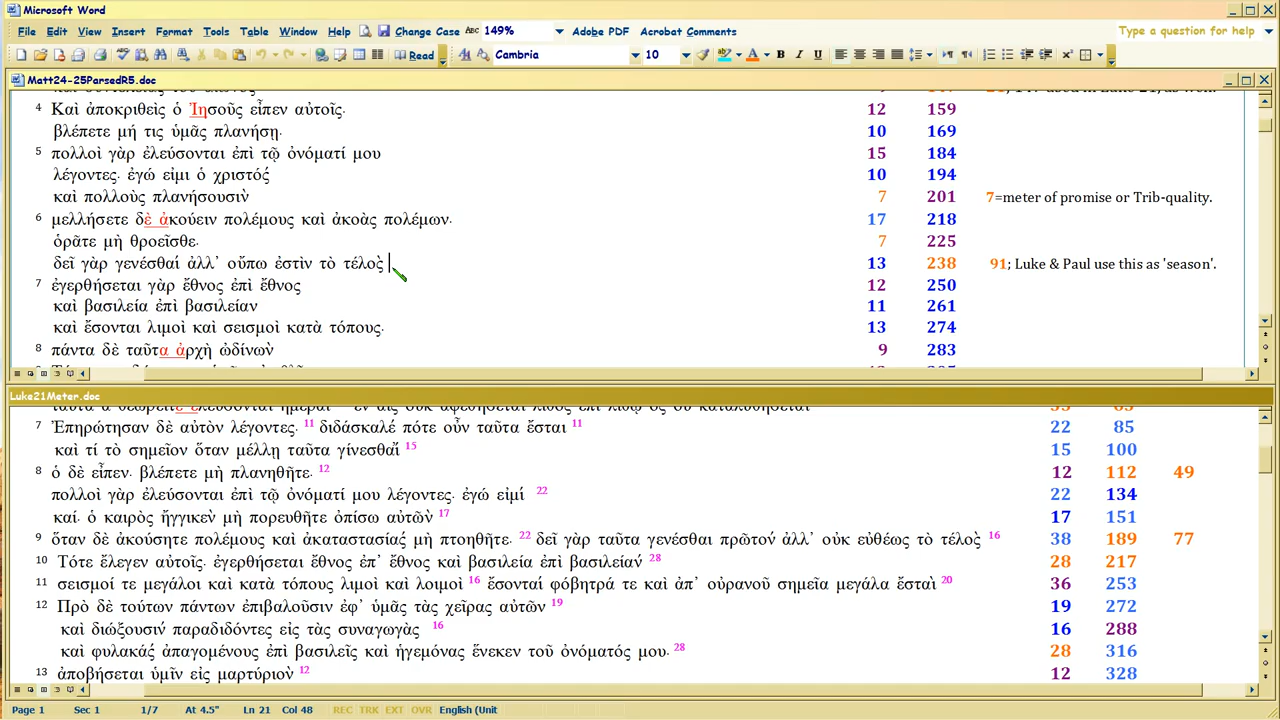 Microsoft Word
File Edit View Insert Format Tools Table Window Help Change Case ABC 149% Adobe PDF Acrobat Comments Type a question for help
Read Cambria 10 B U
Matt24-25ParsedR5.doc
4 Καὶ ἀποκριθεὶς ὁ Ἰησοῦς εἶπεν αὐτοῖς· 12 159
βλέπετε μή τις ὑμᾶς πλανήσῃ· 10 169
5 πολλοὶ γὰρ ἐλεύσονται ἐπὶ τῷ ὀνόματί μου 15 184
λέγοντες· ἐγώ εἰμι ὁ χριστός 10 194
καὶ πολλοὺς πλανήσουσιν 7 201 7=meter of promise or Trib-quality.
6 μελλήσετε δὲ ἀκούειν πολέμους καὶ ἀκοὰς πολέμων· 17 218
ὁρᾶτε μὴ θροεῖσθε· 7 225
δεῖ γὰρ γενέσθαί ἀλλ᾽ οὔπω ἐστὶν τὸ τέλος 13 238 91; Luke & Paul use this as 'season'.
7 ἐγερθήσεται γὰρ ἔθνος ἐπὶ ἔθνος 12 250
καὶ βασιλεία ἐπὶ βασιλείαν 11 261
καὶ ἔσονται λιμοὶ καὶ σεισμοὶ κατὰ τόπους· 13 274
8 πάντα δὲ ταῦτα ἀρχὴ ὠδίνων 9 283
Luke21Meter.doc
7 Ἐπηρώτησαν δὲ αὐτὸν λέγοντες· 11 διδάσκαλέ πότε οὖν ταῦτα ἔσται 11 22 85
καὶ τί τὸ σημεῖον ὅταν μέλλῃ ταῦτα γίνεσθαῖ 15 15 100
8 ὁ δὲ εἶπεν· βλέπετε μὴ πλανηθῆτε· 12 12 112 49
πολλοὶ γὰρ ἐλεύσονται ἐπὶ τῷ ὀνόματί μου λέγοντες· ἐγώ εἰμί 22 22 134
καί· ὁ καιρὸς ἤγγικεν μὴ πορευθῆτε ὀπίσω αὐτῶν 17 17 151
9 ὅταν δὲ ἀκούσητε πολέμους καὶ ἀκαταστασίας μὴ πτοηθῆτε· 22 δεῖ γὰρ ταῦτα γενέσθαι πρῶτον ἀλλ᾽ οὐκ εὐθέως τὸ τέλος 16 38 189 77
10 Τότε ἔλεγεν αὐτοῖς· ἐγερθήσεται ἔθνος ἐπ᾽ ἔθνος καὶ βασιλεία ἐπὶ βασιλείαν 28 28 217
11 σεισμοί τε μεγάλοι καὶ κατὰ τόπους λιμοὶ καὶ λοιμοὶ 16 ἔσονταί φόβητρά τε καὶ ἀπ᾽ οὐρανοῦ σημεῖα μεγάλα ἔσται 20 36 253
12 Πρὸ δὲ τούτων πάντων ἐπιβαλοῦσιν ἐφ᾽ ὑμᾶς τὰς χεῖρας αὐτῶν 19 19 272
καὶ διώξουσιν παραδιδόντες εἰς τὰς συναγωγὰς 16 16 288
καὶ φυλακάς ἀπαγομένους ἐπὶ βασιλεῖς καὶ ἡγεμόνας ἕνεκεν τοῦ ὀνόματός μου· 28 28 316
13 ἀποβήσεται ὑμῖν εἰς μαρτύριον 12 12 328
Page 1 Sec 1 1/7 At 4.5" Ln 21 Col 48 REC TRK EXT OVR English (Unit